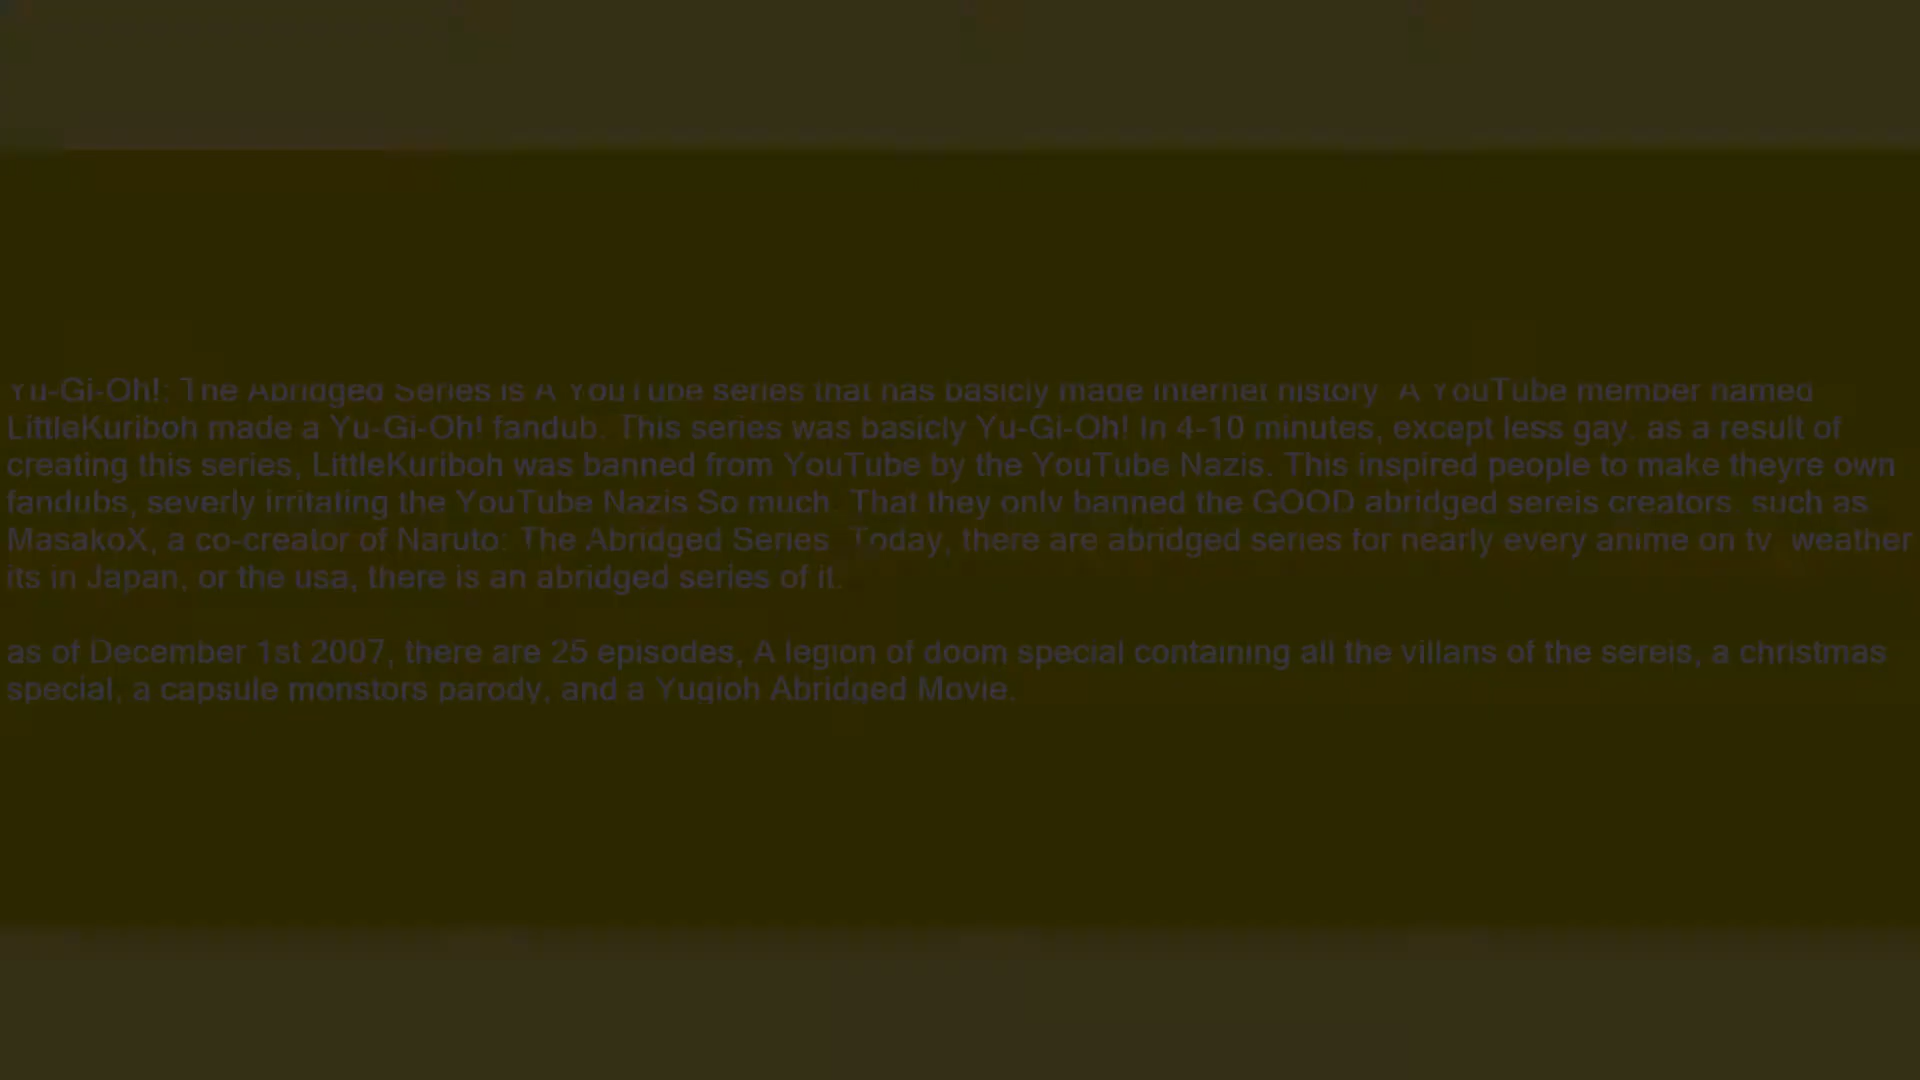 Yu-Gi-Oh!: The Abridged Series is A YouTube series that has basicly made internet history. A YouTube member named
LittleKuriboh made a Yu-Gi-Oh! fandub. This series was basicly Yu-Gi-Oh! In 4-10 minutes, except less gay. as a result of
creating this series, LittleKuriboh was banned from YouTube by the YouTube Nazis. This inspired people to make theyre own
fandubs, severly irritating the YouTube Nazis So much. That they only banned the GOOD abridged sereis creators. such as
MasakoX, a co-creator of Naruto: The Abridged Series. Today, there are abridged series for nearly every anime on tv. weather
its in Japan, or the usa, there is an abridged series of it.
as of December 1st 2007, there are 25 episodes, A legion of doom special containing all the villans of the sereis, a christmas
special, a capsule monstors parody, and a Yugioh Abridged Movie.